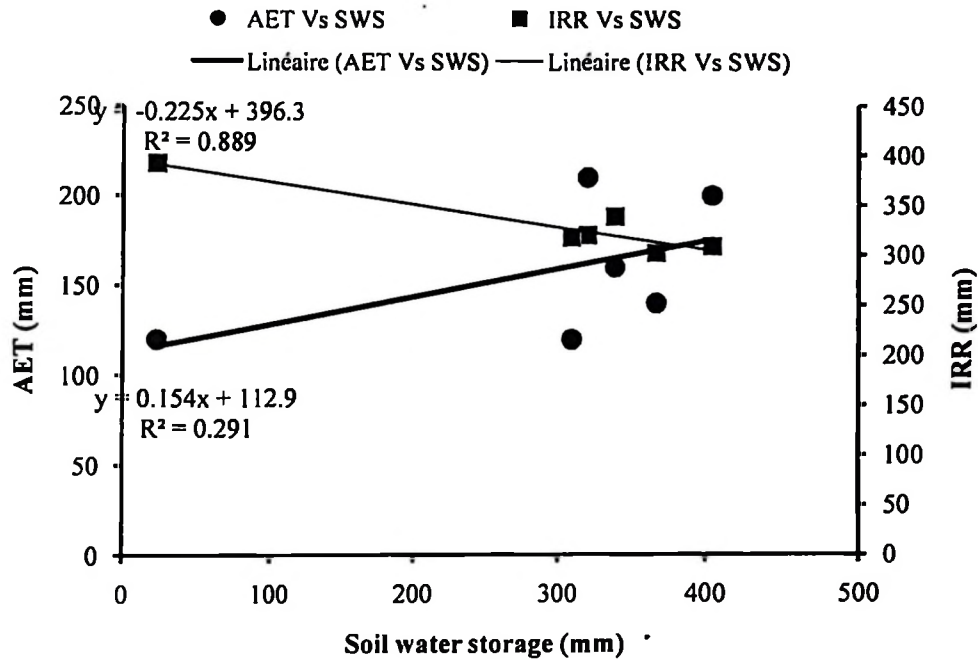 AET Vs SWS
IRR Vs SWS
Linéaire (AET Vs SWS)
Linéaire (IRR Vs SWS)
y = -0.225x + 396.3
R² = 0.889
y = 0.154x + 112.9
R² = 0.291
AET (mm)
250
200
150
100
50
0
IRR (mm)
450
400
350
300
250
200
150
100
50
0
0 100 200 300 400 500
Soil water storage (mm)